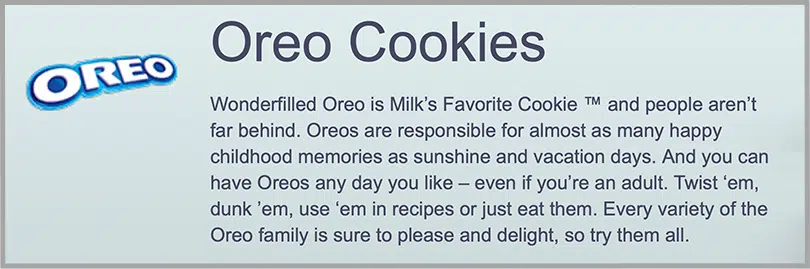 Oreo Cookies
OREO
Wonderfilled Oreo is Milk’s Favorite Cookie ™ and people aren’t
far behind. Oreos are responsible for almost as many happy
childhood memories as sunshine and vacation days. And you can
have Oreos any day you like – even if you’re an adult. Twist ‘em,
dunk ’em, use ‘em in recipes or just eat them. Every variety of the
Oreo family is sure to please and delight, so try them all.